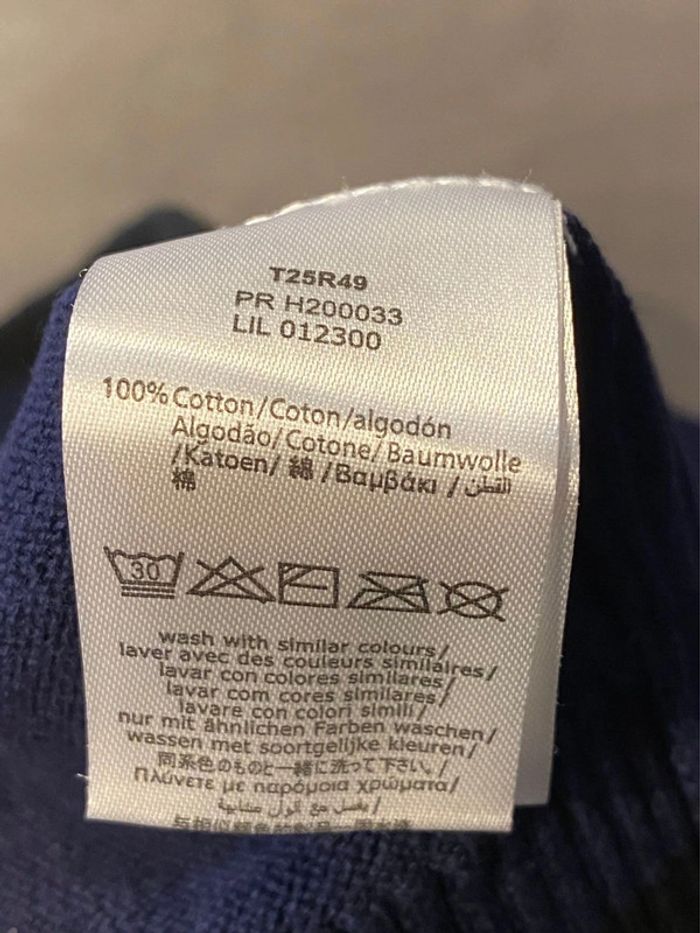 T25R49
PR H200033
LIL 012300
100% Cotton/Coton/algodón
Algodão/Cotone/Baumwolle
/Katoen/ 綿 /Βαμβάκι / القطن
綿
30
wash with similar colours/
laver avec des couleurs similaires/
lavar con colores similares/
lavar com cores similares/
lavare con colori simili/
nur mit ähnlichen Farben waschen/
wassen met soortgelijke kleuren/
同系色のものと一緒に洗って下さい。/
Πλύνετε με παρόμοια χρώματα/
يغسل مع ألوان مشابهة /